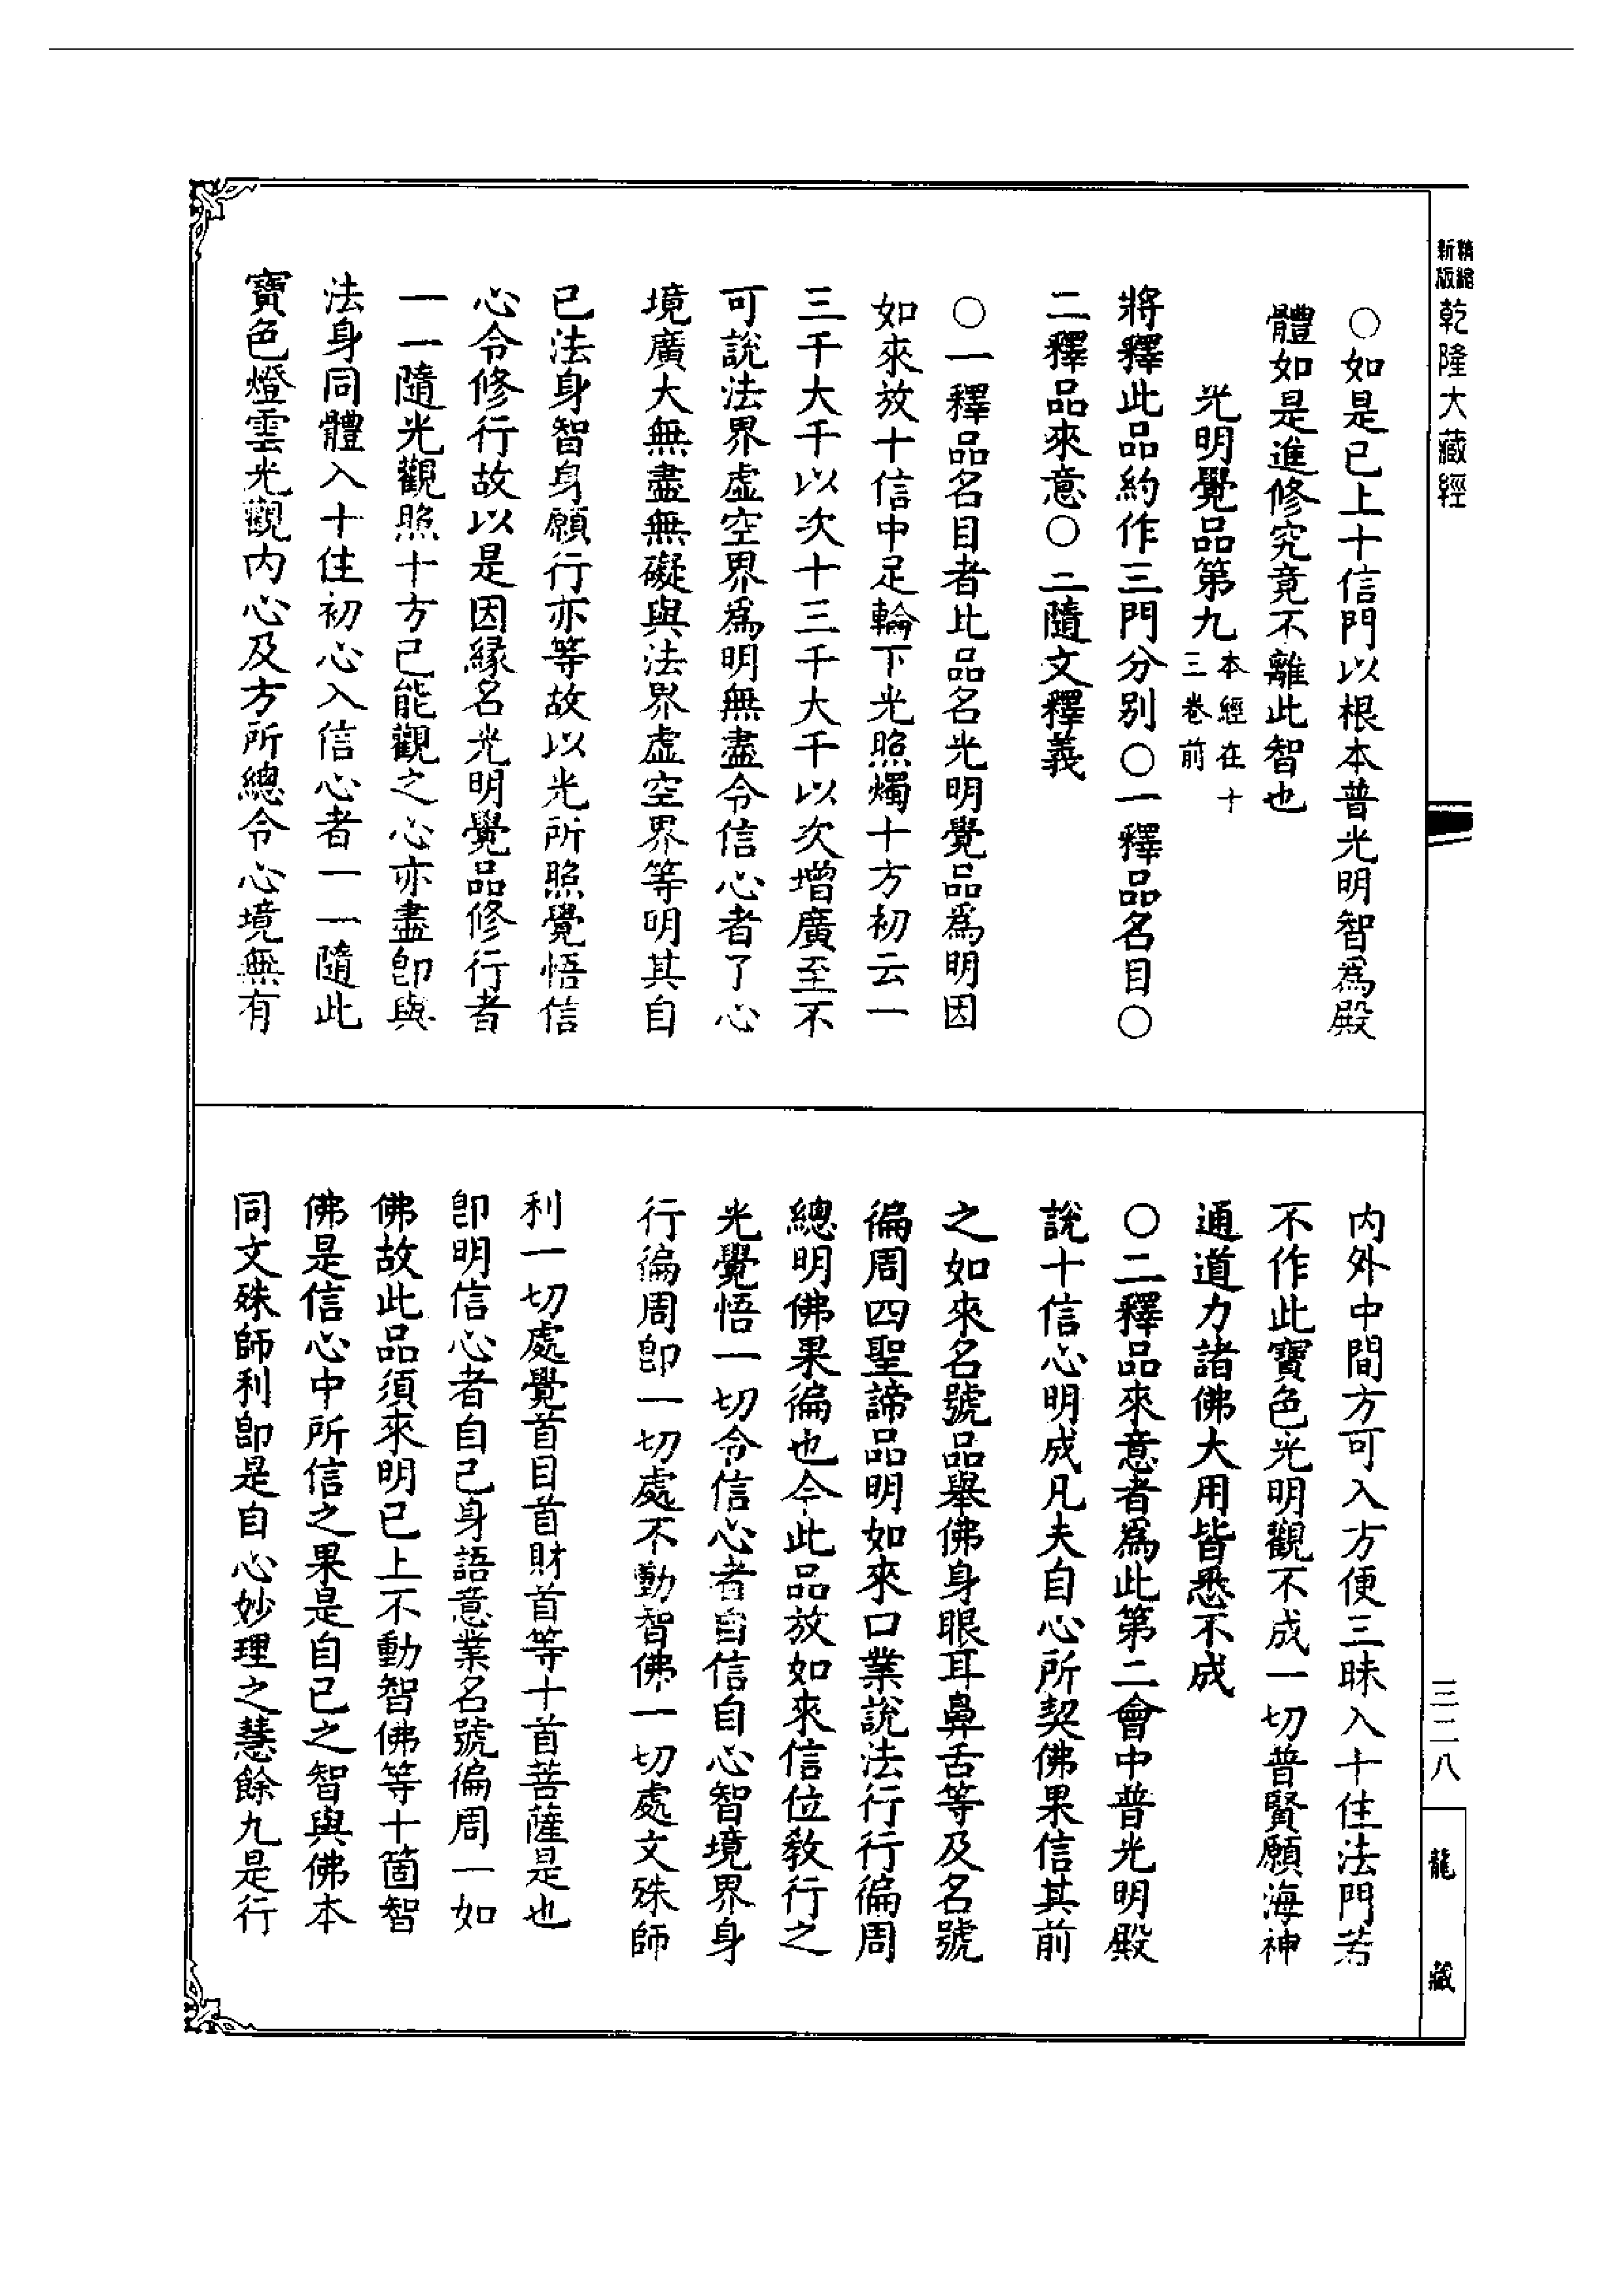 精縮
新版
乾隆大藏經
○如是已上十信門以根本普光明智爲殿
體如是進修究竟不離此智也
光明覺品第九
本經在十
三卷前
將釋此品約作三門分別○一釋品名目○
二釋品來意○二隨文釋義
○一釋品名目者此品名光明覺品爲明因
如來放十信中足輪下光照燭十方初云一
三千大千以次十三千大千以次增廣至不
可說法界虛空界爲明無盡令信心者了心
境廣大無盡無礙與法界虛空界等明其自
已法身智身願行亦等故以光所照覺悟信
心令修行故以是因緣名光明覺品修行者
一一隨光觀照十方已能觀之心亦盡卽與
法身同體入十住初心入信心者一一隨此
寶色燈雲光觀內心及方所總令心境無有
內外中間方可入方便三昧入十住法門若
不作此寶色光明觀不成一切普賢願海神
通道力諸佛大用皆悉不成
○二釋品來意者爲此第二會中普光明殿
說十信心明成凡夫自心所契佛果信其前
之如來名號品舉佛身眼耳鼻舌等及名號
徧周四聖諦品明如來口業說法行行徧周
總明佛果徧也今此品放如來信位教行之
光覺悟一切令信心者自信自心智境界身
行徧周卽一切處不動智佛一切處文殊師
利一切處覺首目首財首等十首菩薩是也
卽明信心者自己身語意業名號徧周一如
佛故此品須來明已上不動智佛等十箇智
佛是信心中所信之果是自已之智與佛本
同文殊師利卽是自心妙理之慧餘九是行
三二八
龍藏